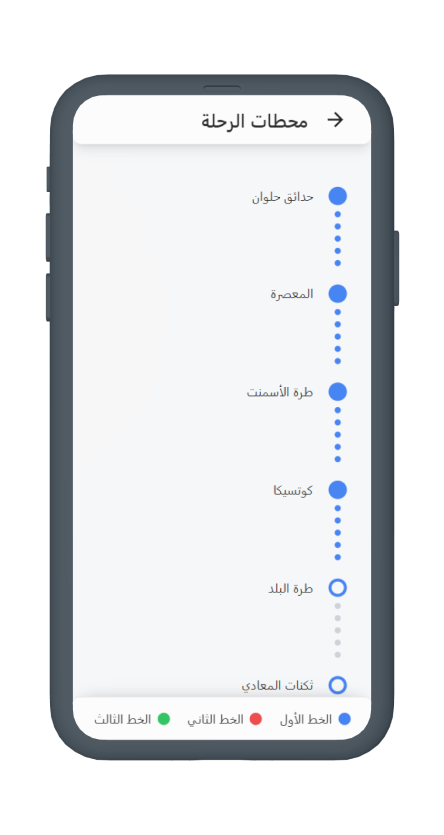 محطات الرحلة
حدائق حلوان
المعصرة
طرة الأسمنت
كوتسيكا
طرة البلد
ثكنات المعادي
الخط الأول الخط الثاني الخط الثالث